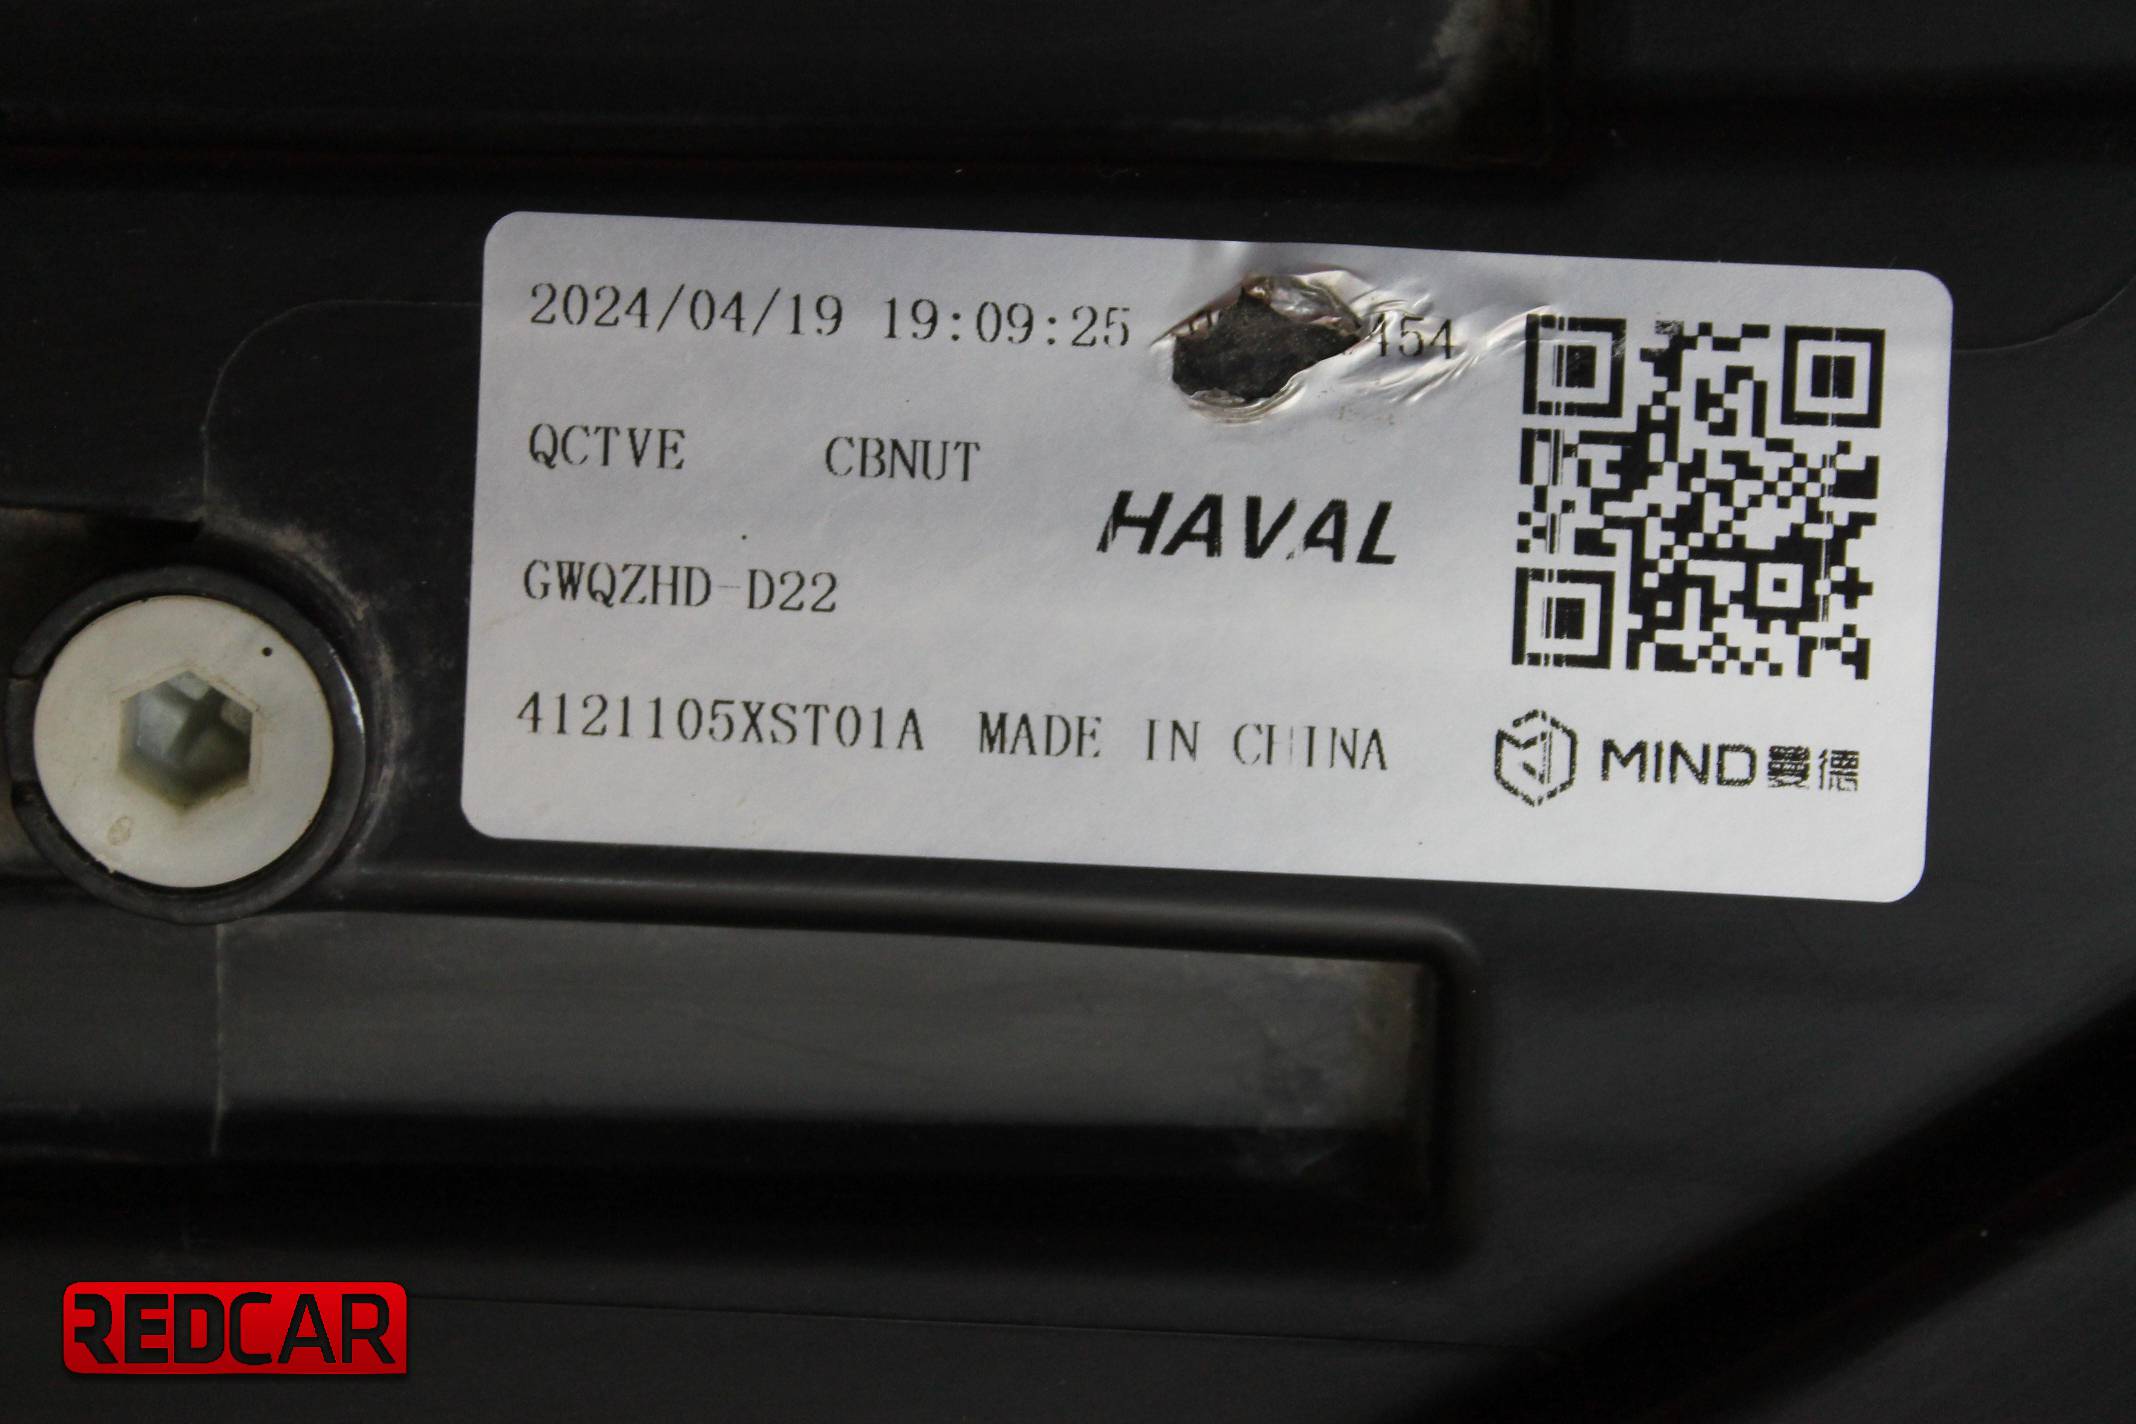 2024/04/19 19:09:25 454
QCTVE CBNUT
HAVAL
GWQZHD-D22
4121105XST01A MADE IN CHINA
MIND曼德
REDCAR